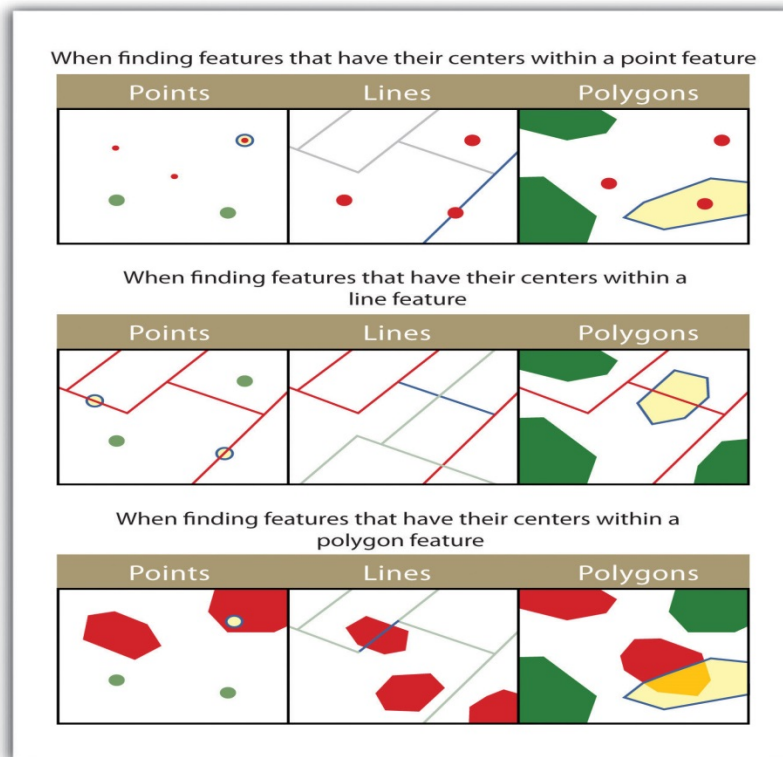 When finding features that have their centers within a point feature
Points Lines Polygons
When finding features that have their centers within a
line feature
Points Lines Polygons
When finding features that have their centers within a
polygon feature
Points Lines Polygons